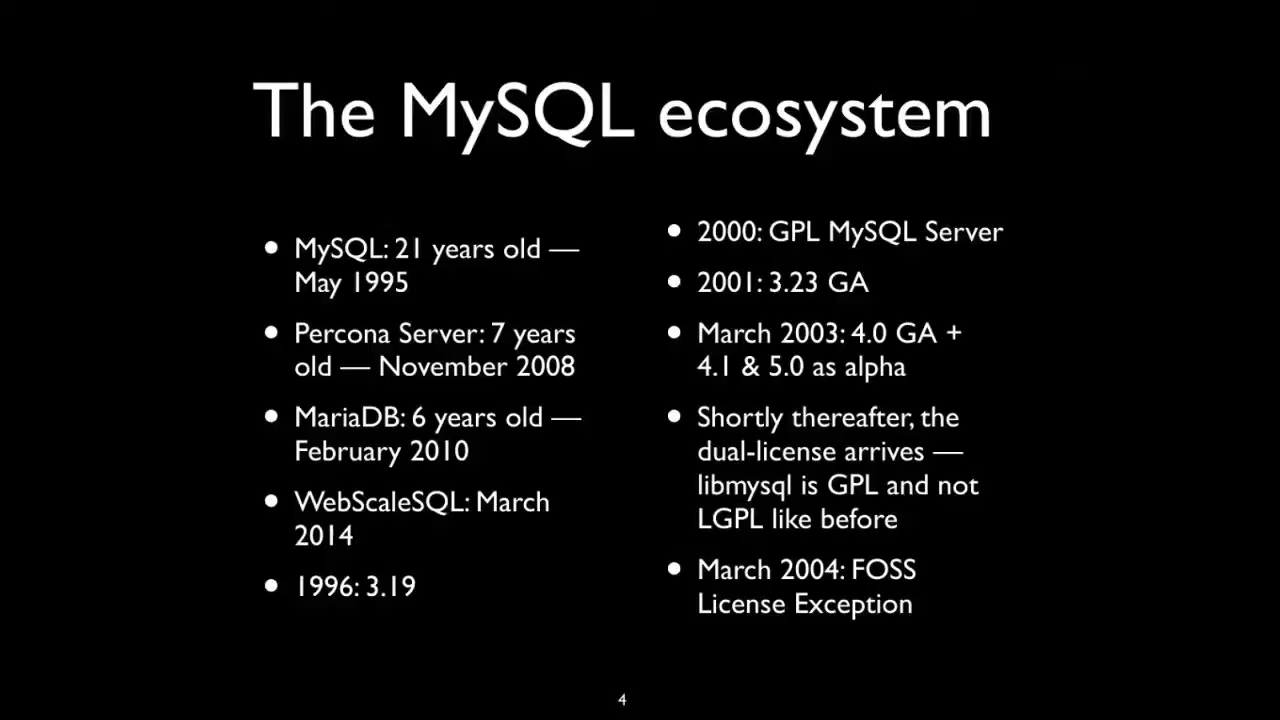 The MySQL ecosystem
• MySQL: 21 years old —
May 1995
• Percona Server: 7 years
old — November 2008
• MariaDB: 6 years old —
February 2010
• WebScaleSQL: March
2014
• 1996: 3.19
• 2000: GPL MySQL Server
• 2001: 3.23 GA
• March 2003: 4.0 GA +
4.1 & 5.0 as alpha
• Shortly thereafter, the
dual-license arrives —
libmysql is GPL and not
LGPL like before
• March 2004: FOSS
License Exception
4